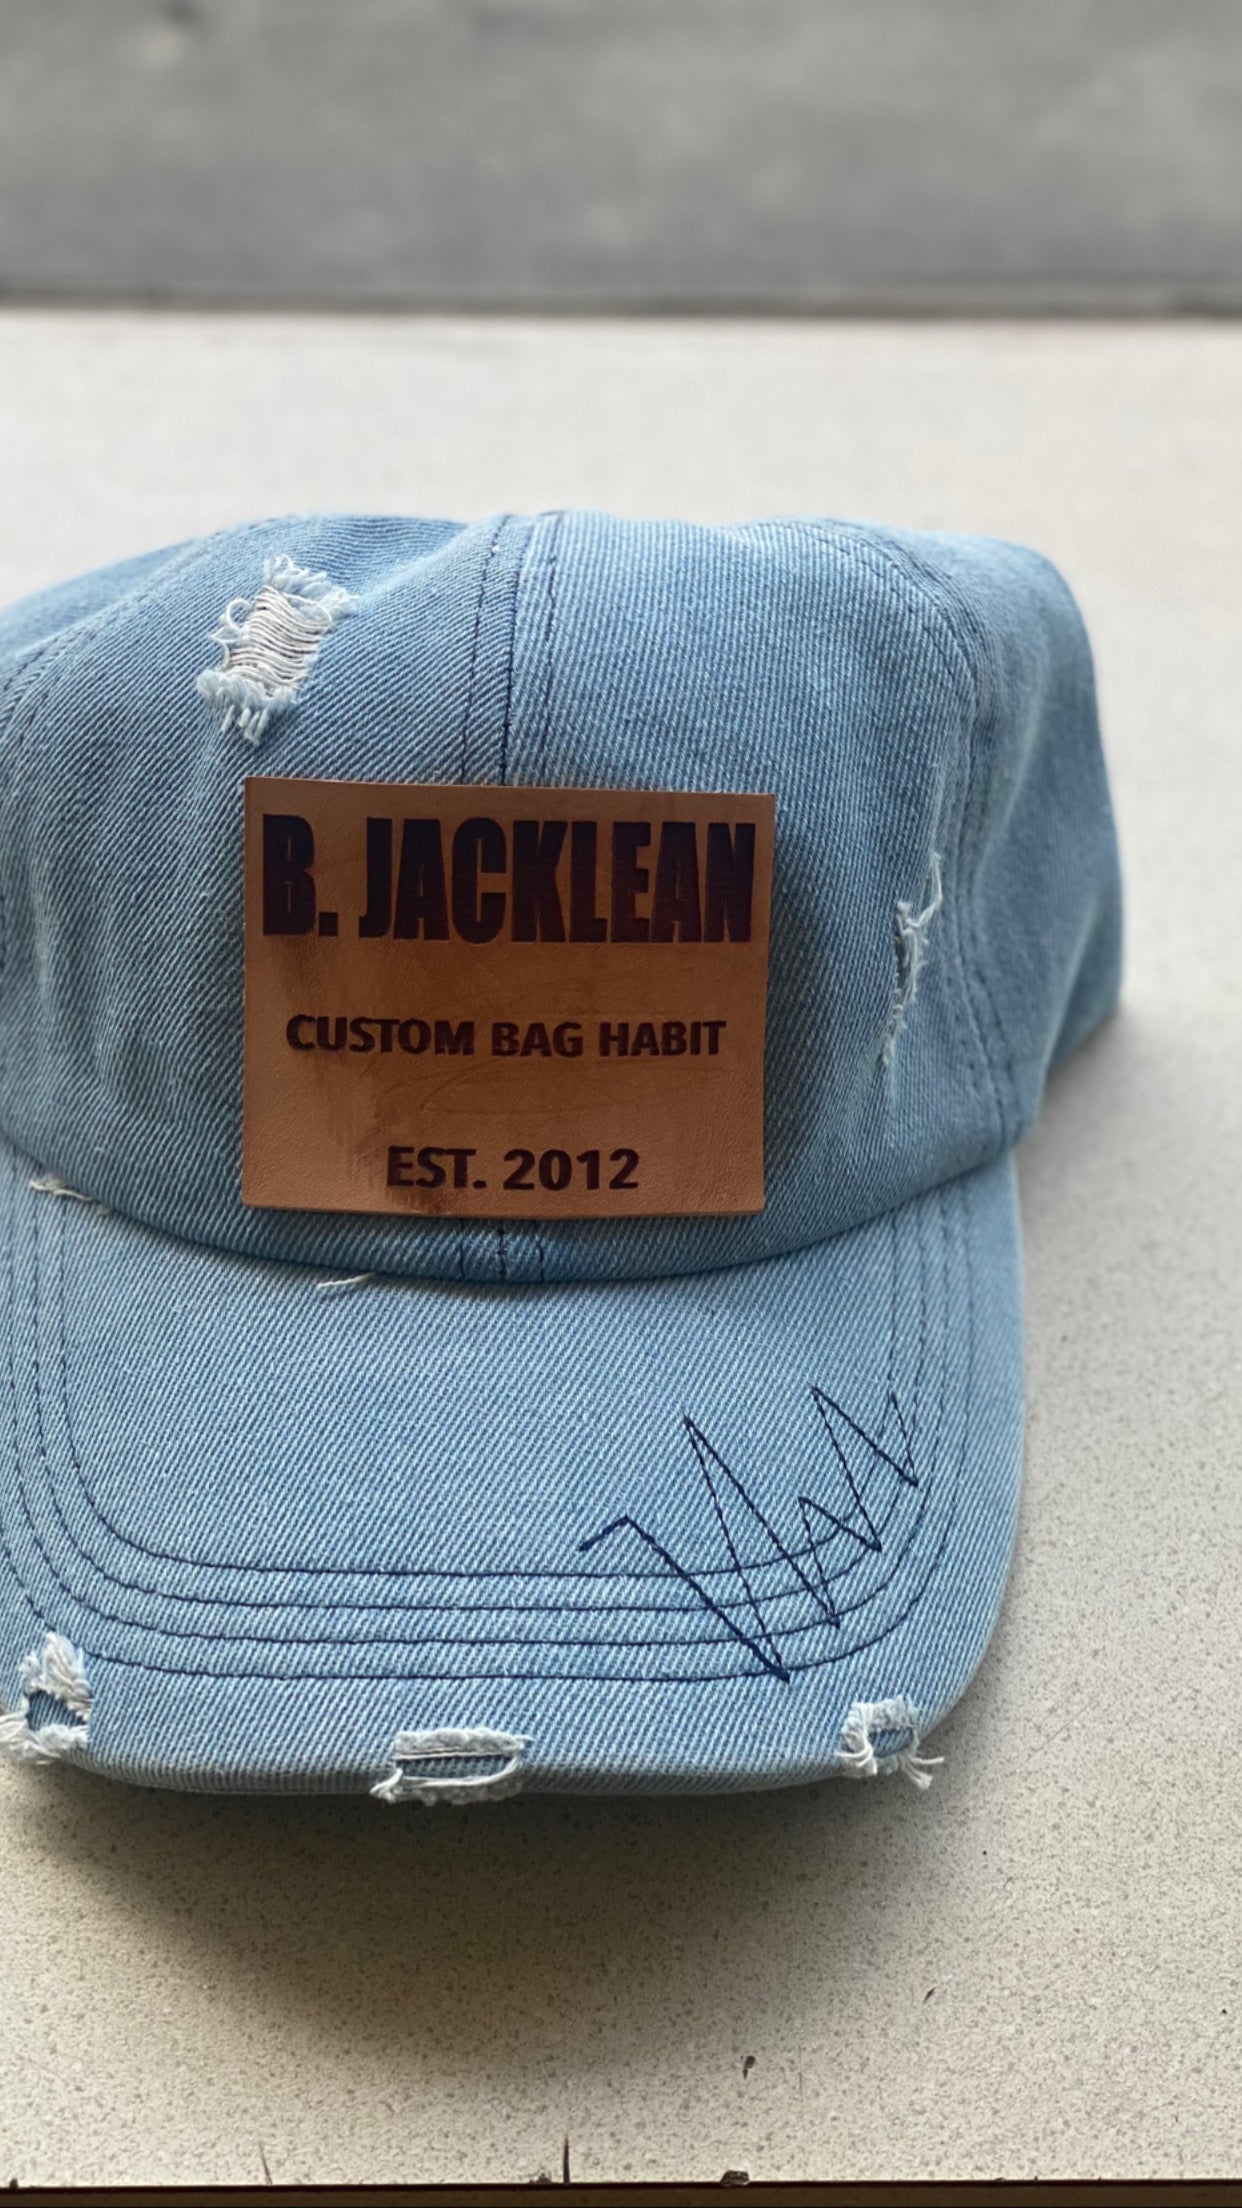 B. JACKLEAN
CUSTOM BAG HABIT
EST. 2012